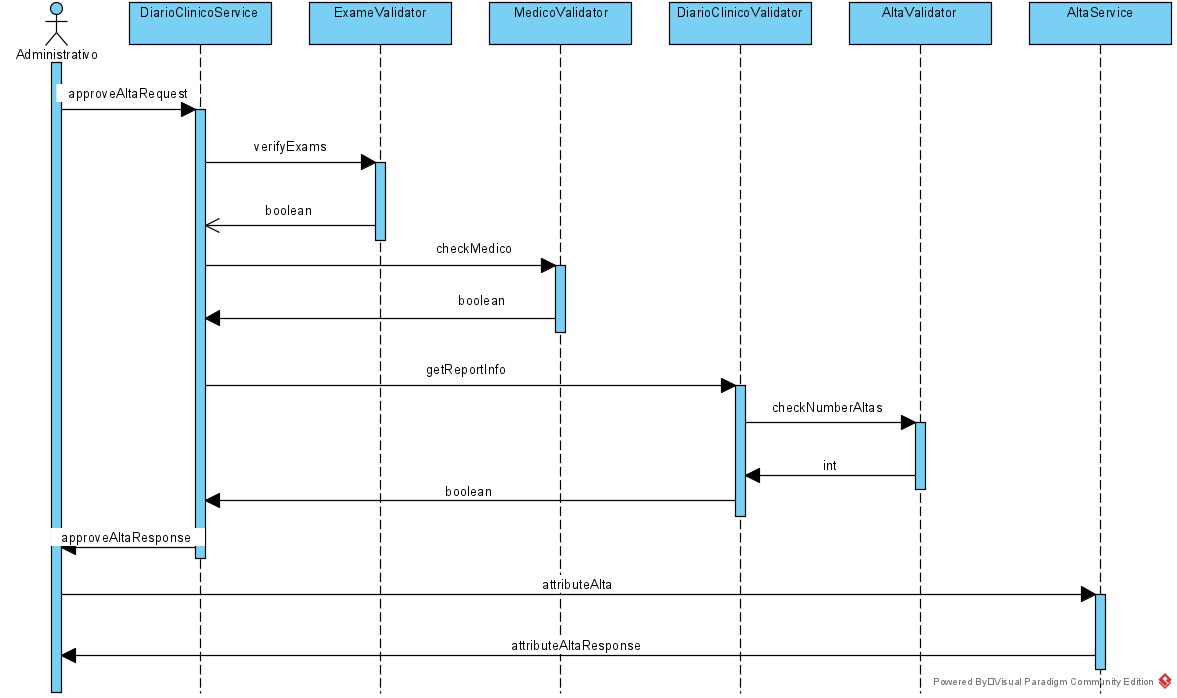 DiarioClinicoService
ExameValidator
MedicoValidator
DiarioClinicoValidator
AltaValidator
AltaService
Administrativo
approveAltaRequest
verifyExams
boolean
checkMedico
boolean
getReportInfo
checkNumberAltas
int
boolean
approveAltaResponse
attributeAlta
attributeAltaResponse
Powered By Visual Paradigm Community Edition